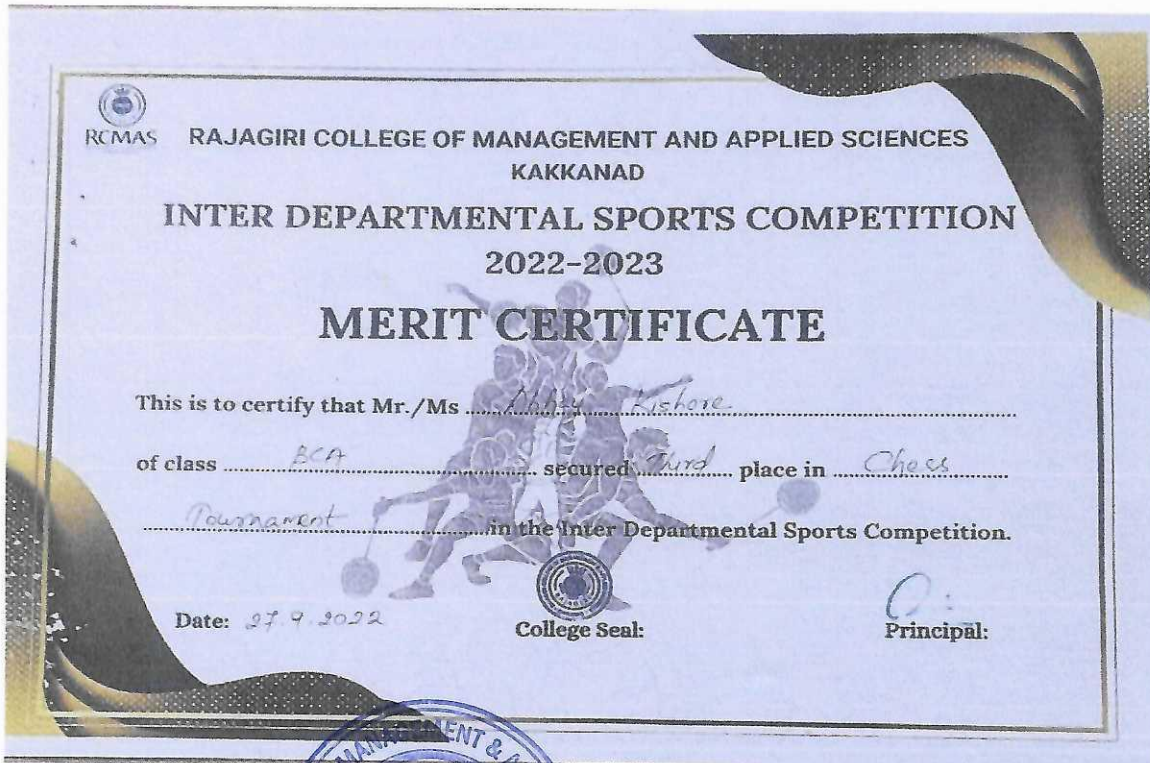 RCMAS
RAJAGIRI COLLEGE OF MANAGEMENT AND APPLIED SCIENCES
KAKKANAD
INTER DEPARTMENTAL SPORTS COMPETITION
2022-2023
MERIT CERTIFICATE
This is to certify that Mr./Ms Abhay Kishore
of class BCA secured Third place in Chess
Tournament in the Inter Departmental Sports Competition.
Date: 27.9.2022
College Seal:
Principal:
MANAGEMENT & A